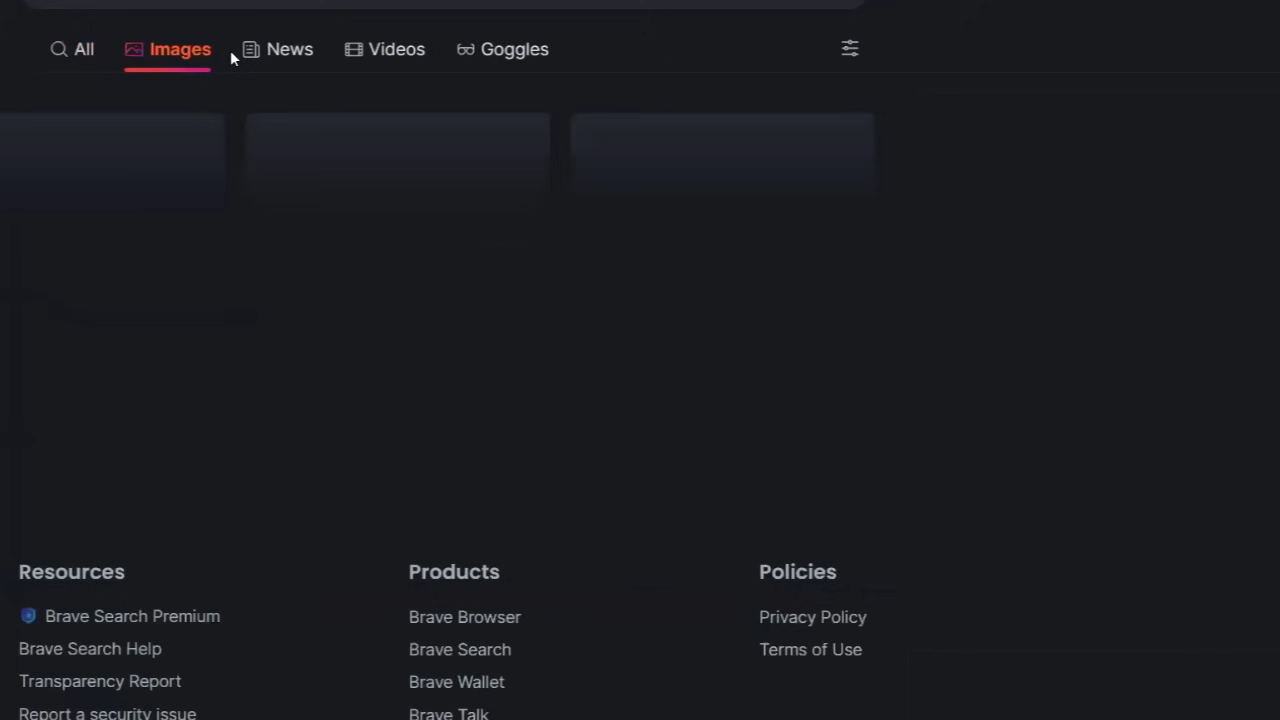 All Images News Videos Goggles
Resources Products Policies
Brave Search Premium Brave Browser Privacy Policy
Brave Search Help Brave Search Terms of Use
Transparency Report Brave Wallet
Report a security issue Brave Talk